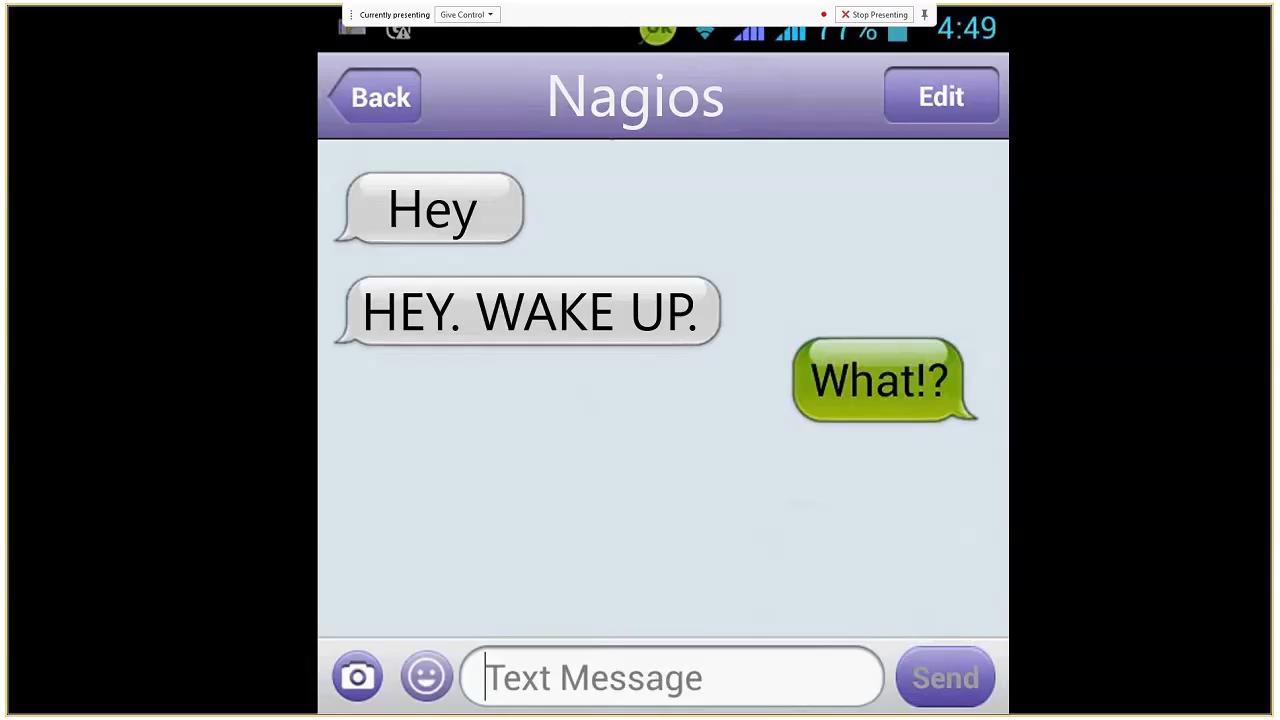 Currently presenting Give Control Stop Presenting
77% 4:49
Back Nagios Edit
Hey
HEY. WAKE UP.
What!?
Text Message Send